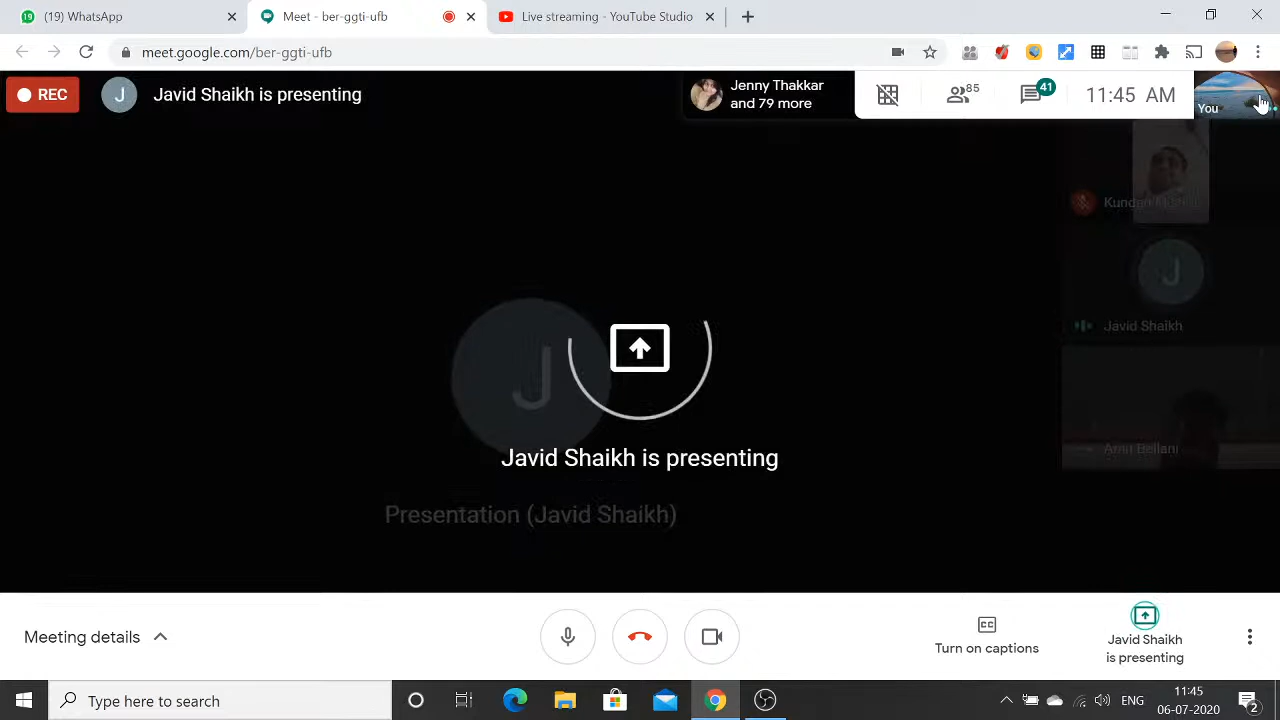 (19) WhatsApp
Meet - ber-ggti-ufb
Live streaming - YouTube Studio
meet.google.com/ber-ggti-ufb
REC
J
Javid Shaikh is presenting
Jenny Thakkar
and 79 more
85
41
11:45 AM
You
J
Javid Shaikh
J
Javid Shaikh is presenting
Presentation (Javid Shaikh)
Meeting details
Turn on captions
Javid Shaikh
is presenting
Type here to search
ENG
11:45
06-07-2020
2